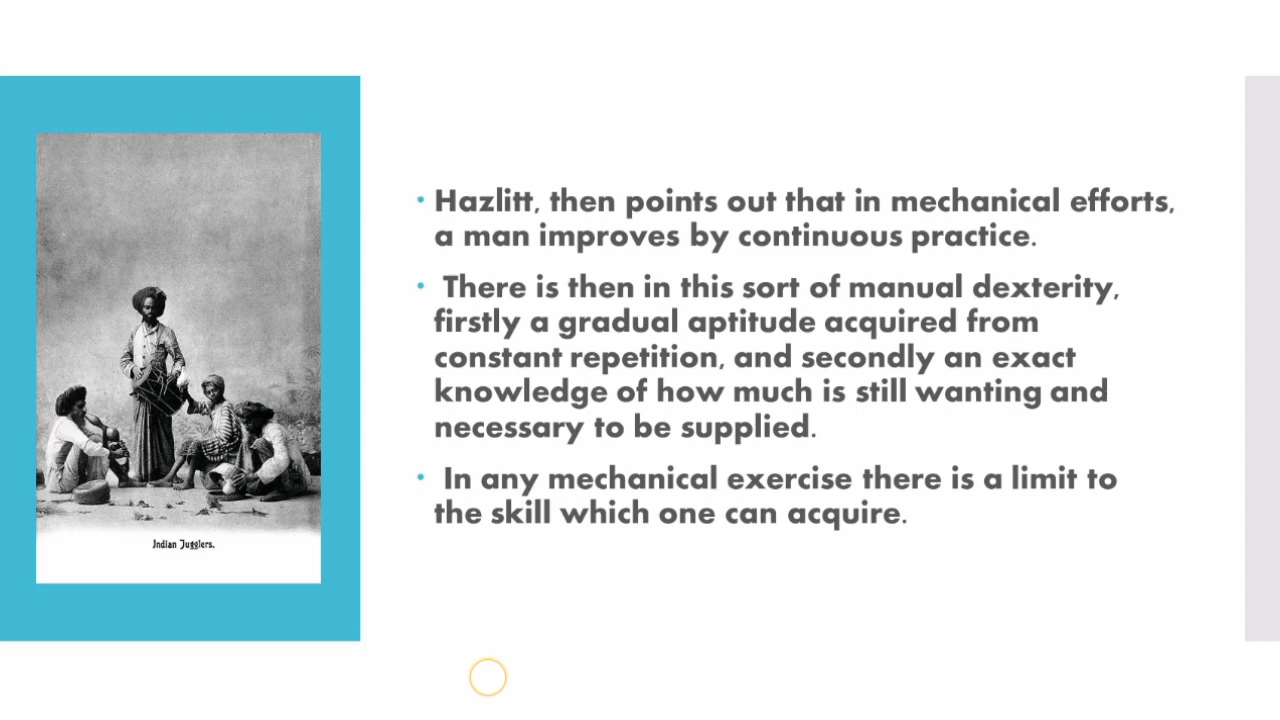 Indian Jugglers.
• Hazlitt, then points out that in mechanical efforts,
a man improves by continuous practice.
• There is then in this sort of manual dexterity,
firstly a gradual aptitude acquired from
constant repetition, and secondly an exact
knowledge of how much is still wanting and
necessary to be supplied.
• In any mechanical exercise there is a limit to
the skill which one can acquire.